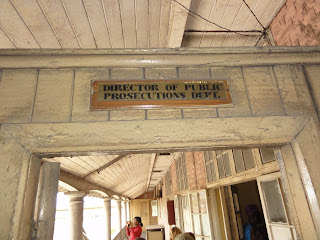 DIRECTOR OF PUBLIC
PROSECUTIONS DEPT.